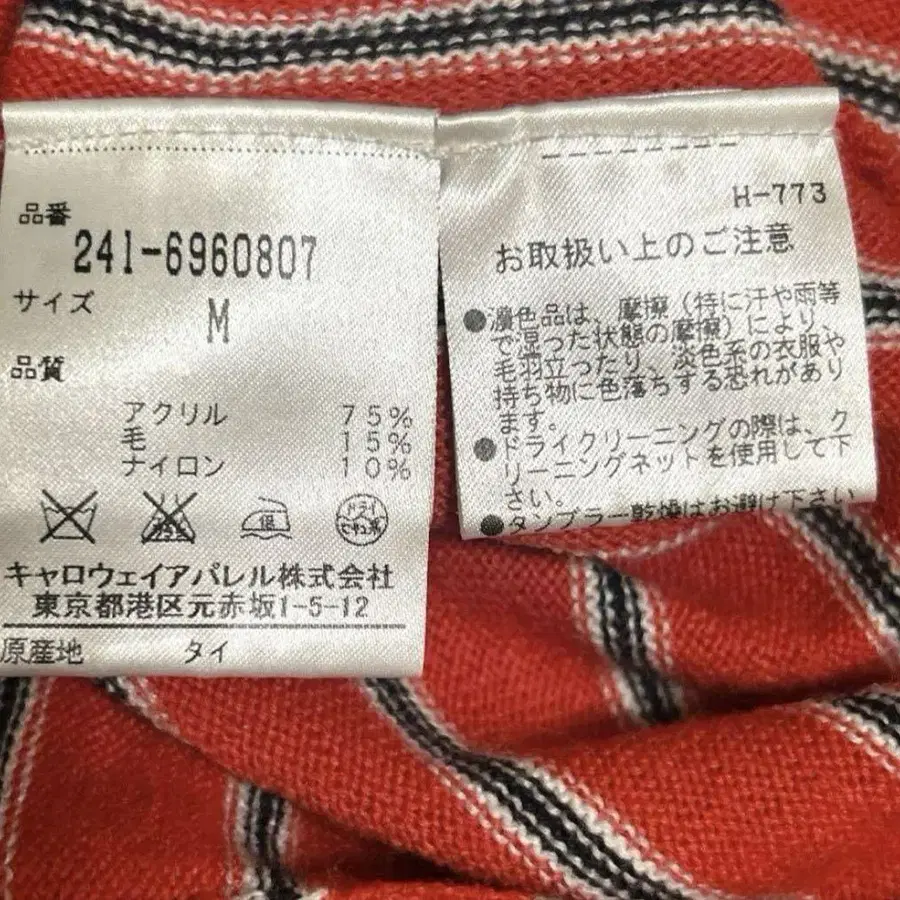 品番
241-6960807
サイズ
M
品質
アクリル 75%
毛 15%
ナイロン 10%
ドライ
キャロウェイアパレル株式会社
東京都港区元赤坂1-5-12
原産地 タイ
H-773
お取扱い上のご注意
●濃色品は、摩擦(特に汗や雨等
で湿った状態の摩擦)により、
毛羽立ったり、淡色系の衣服や
持ち物に色落ちする恐れがあり
ます。
●ドライクリーニングの際は、ク
リーニングネットを使用して下
さい。
●タンブラー乾燥はお避け下さい